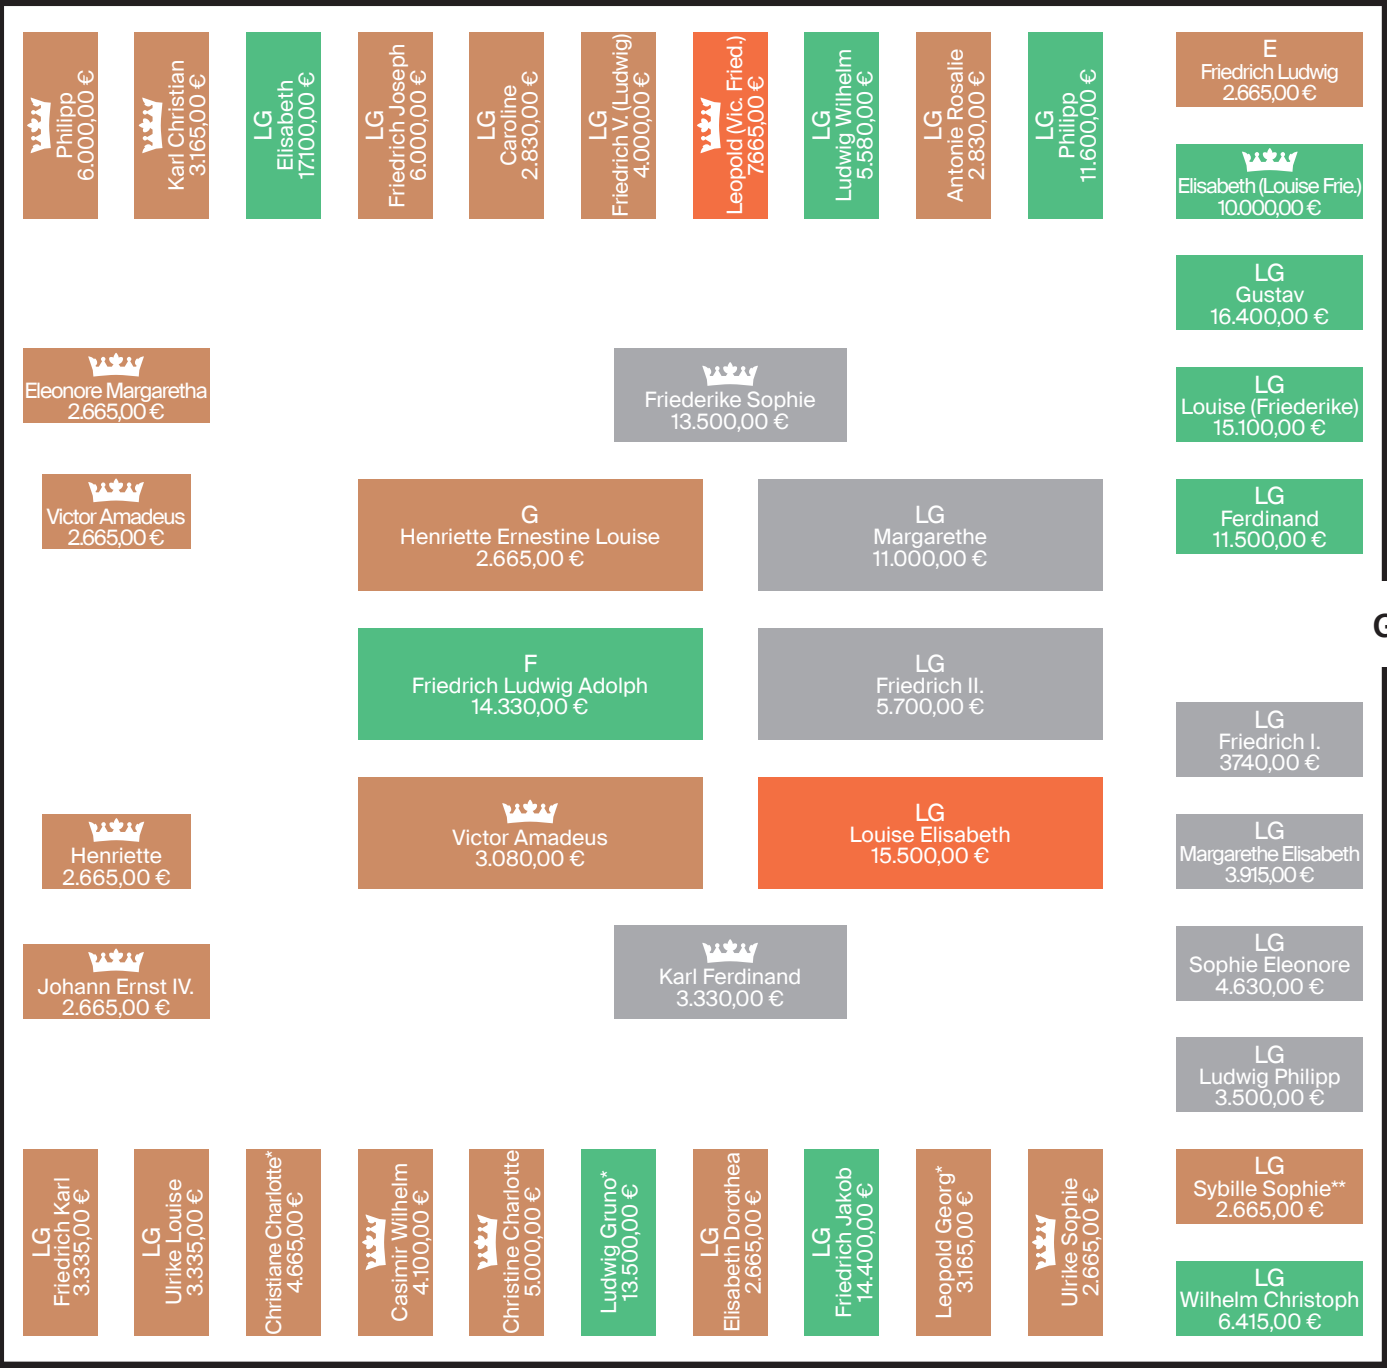 Philipp
6.000,00 €
Karl Christian
3.165,00 €
LG
Elisabeth
17.100,00 €
LG
Friedrich Joseph
6.000,00 €
LG
Caroline
2.830,00 €
LG
Friedrich V. (Ludwig)
4.000,00 €
Leopold (Vic. Fried.)
7.665,00 €
LG
Ludwig Wilhelm
5.580,00 €
LG
Antonie Rosalie
2.830,00 €
LG
Philipp
11.600,00 €
E
Friedrich Ludwig
2.665,00 €
Elisabeth (Louise Frie.)
10.000,00 €
LG
Gustav
16.400,00 €
LG
Louise (Friederike)
15.100,00 €
LG
Ferdinand
11.500,00 €
Eleonore Margaretha
2.665,00 €
Friederike Sophie
13.500,00 €
Victor Amadeus
2.665,00 €
G
Henriette Ernestine Louise
2.665,00 €
LG
Margarethe
11.000,00 €
G
F
Friedrich Ludwig Adolph
14.330,00 €
LG
Friedrich II.
5.700,00 €
LG
Friedrich I.
3740,00 €
Henriette
2.665,00 €
Victor Amadeus
3.080,00 €
LG
Louise Elisabeth
15.500,00 €
LG
Margarethe Elisabeth
3.915,00 €
Johann Ernst IV.
2.665,00 €
Karl Ferdinand
3.330,00 €
LG
Sophie Eleonore
4.630,00 €
LG
Ludwig Philipp
3.500,00 €
LG
Friedrich Karl
3.335,00 €
LG
Ulrike Louise
3.335,00 €
Christiane Charlotte*
4.665,00 €
Casimir Wilhelm
4.100,00 €
Christine Charlotte
5.000,00 €
Ludwig Gruno*
13.500,00 €
LG
Elisabeth Dorothea
2.665,00 €
LG
Friedrich Jakob
14.400,00 €
Leopold Georg*
3.165,00 €
Ulrike Sophie
2.665,00 €
LG
Sybille Sophie**
2.665,00 €
LG
Wilhelm Christoph
6.415,00 €